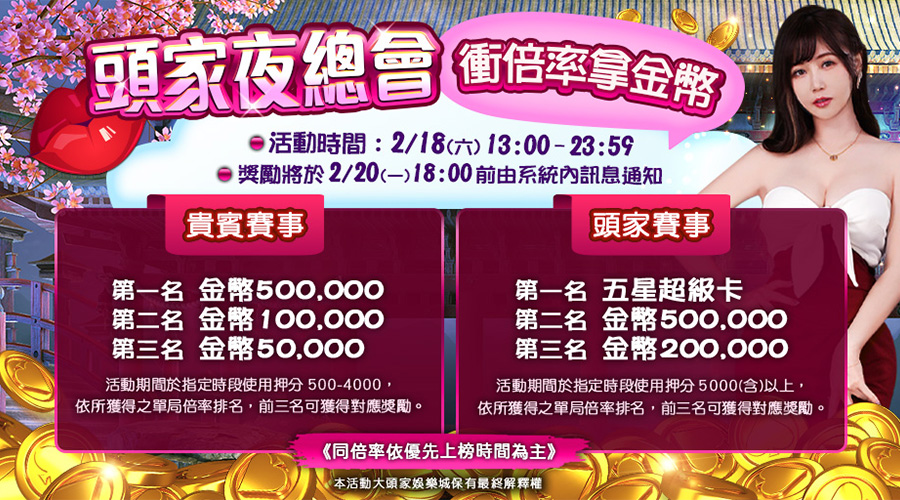 頭家夜總會
衝倍率拿金幣
活動時間：2/18(六) 13:00-23:59
獎勵將於2/20(一)18:00前由系統內訊息通知
貴賓賽事
第一名 金幣500,000
第二名 金幣100,000
第三名 金幣50,000
活動期間於指定時段使用押分 500-4000，
依所獲得之單局倍率排名，前三名可獲得對應獎勵。
頭家賽事
第一名 五星超級卡
第二名 金幣500,000
第三名 金幣200,000
活動期間於指定時段使用押分 5000(含)以上，
依所獲得之單局倍率排名，前三名可獲得對應獎勵。
《同倍率依優先上榜時間為主》
本活動大頭家娛樂城保有最終解釋權